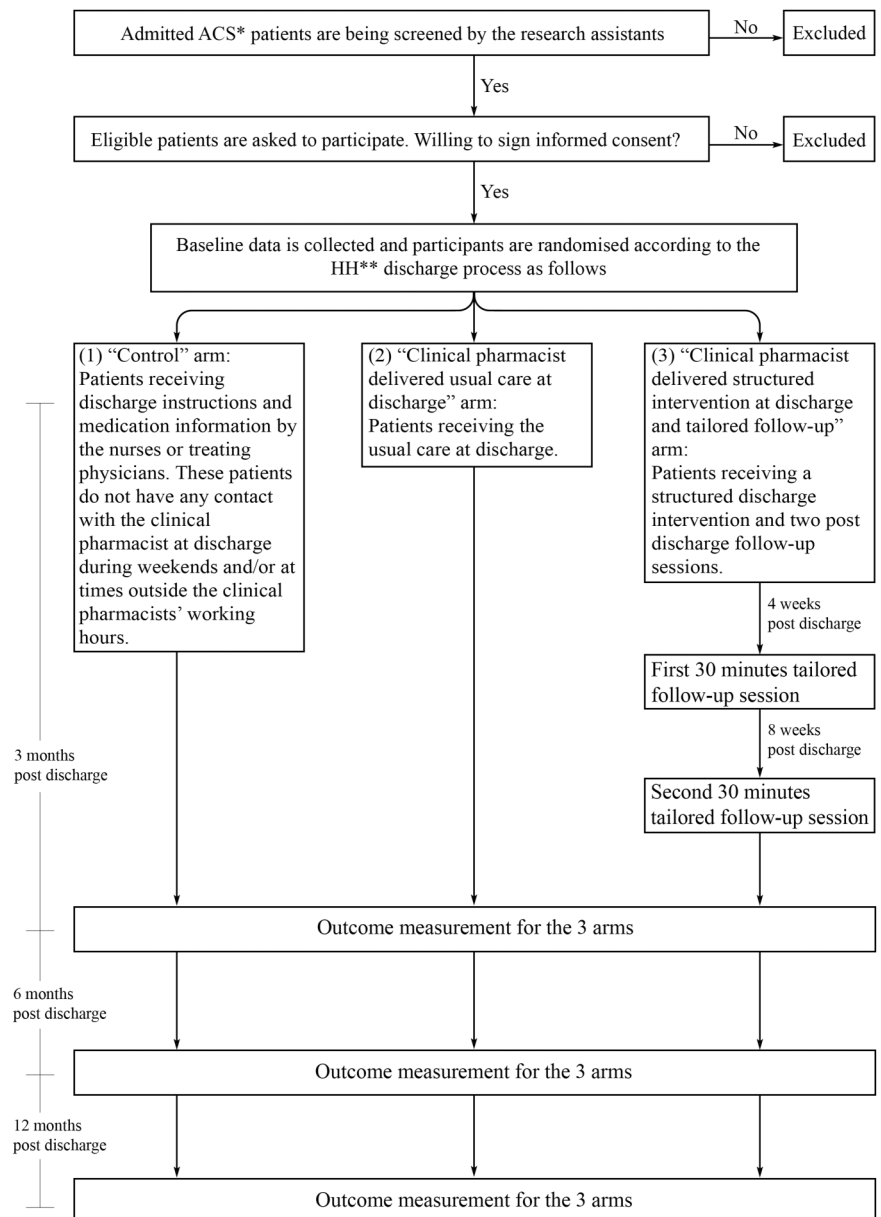 Admitted ACS* patients are being screened by the research assistants
No
Excluded
Yes
Eligible patients are asked to participate. Willing to sign informed consent?
No
Excluded
Yes
Baseline data is collected and participants are randomised according to the
HH** discharge process as follows
(1) “Control” arm:
Patients receiving
discharge instructions and
medication information by
the nurses or treating
physicians. These patients
do not have any contact
with the clinical
pharmacist at discharge
during weekends and/or at
times outside the clinical
pharmacists’ working
hours.
(2) “Clinical pharmacist
delivered usual care at
discharge” arm:
Patients receiving the
usual care at discharge.
(3) “Clinical pharmacist
delivered structured
intervention at discharge
and tailored follow-up”
arm:
Patients receiving a
structured discharge
intervention and two post
discharge follow-up
sessions.
4 weeks
post discharge
First 30 minutes tailored
follow-up session
8 weeks
post discharge
Second 30 minutes
tailored follow-up session
3 months
post discharge
Outcome measurement for the 3 arms
6 months
post discharge
Outcome measurement for the 3 arms
12 months
post discharge
Outcome measurement for the 3 arms